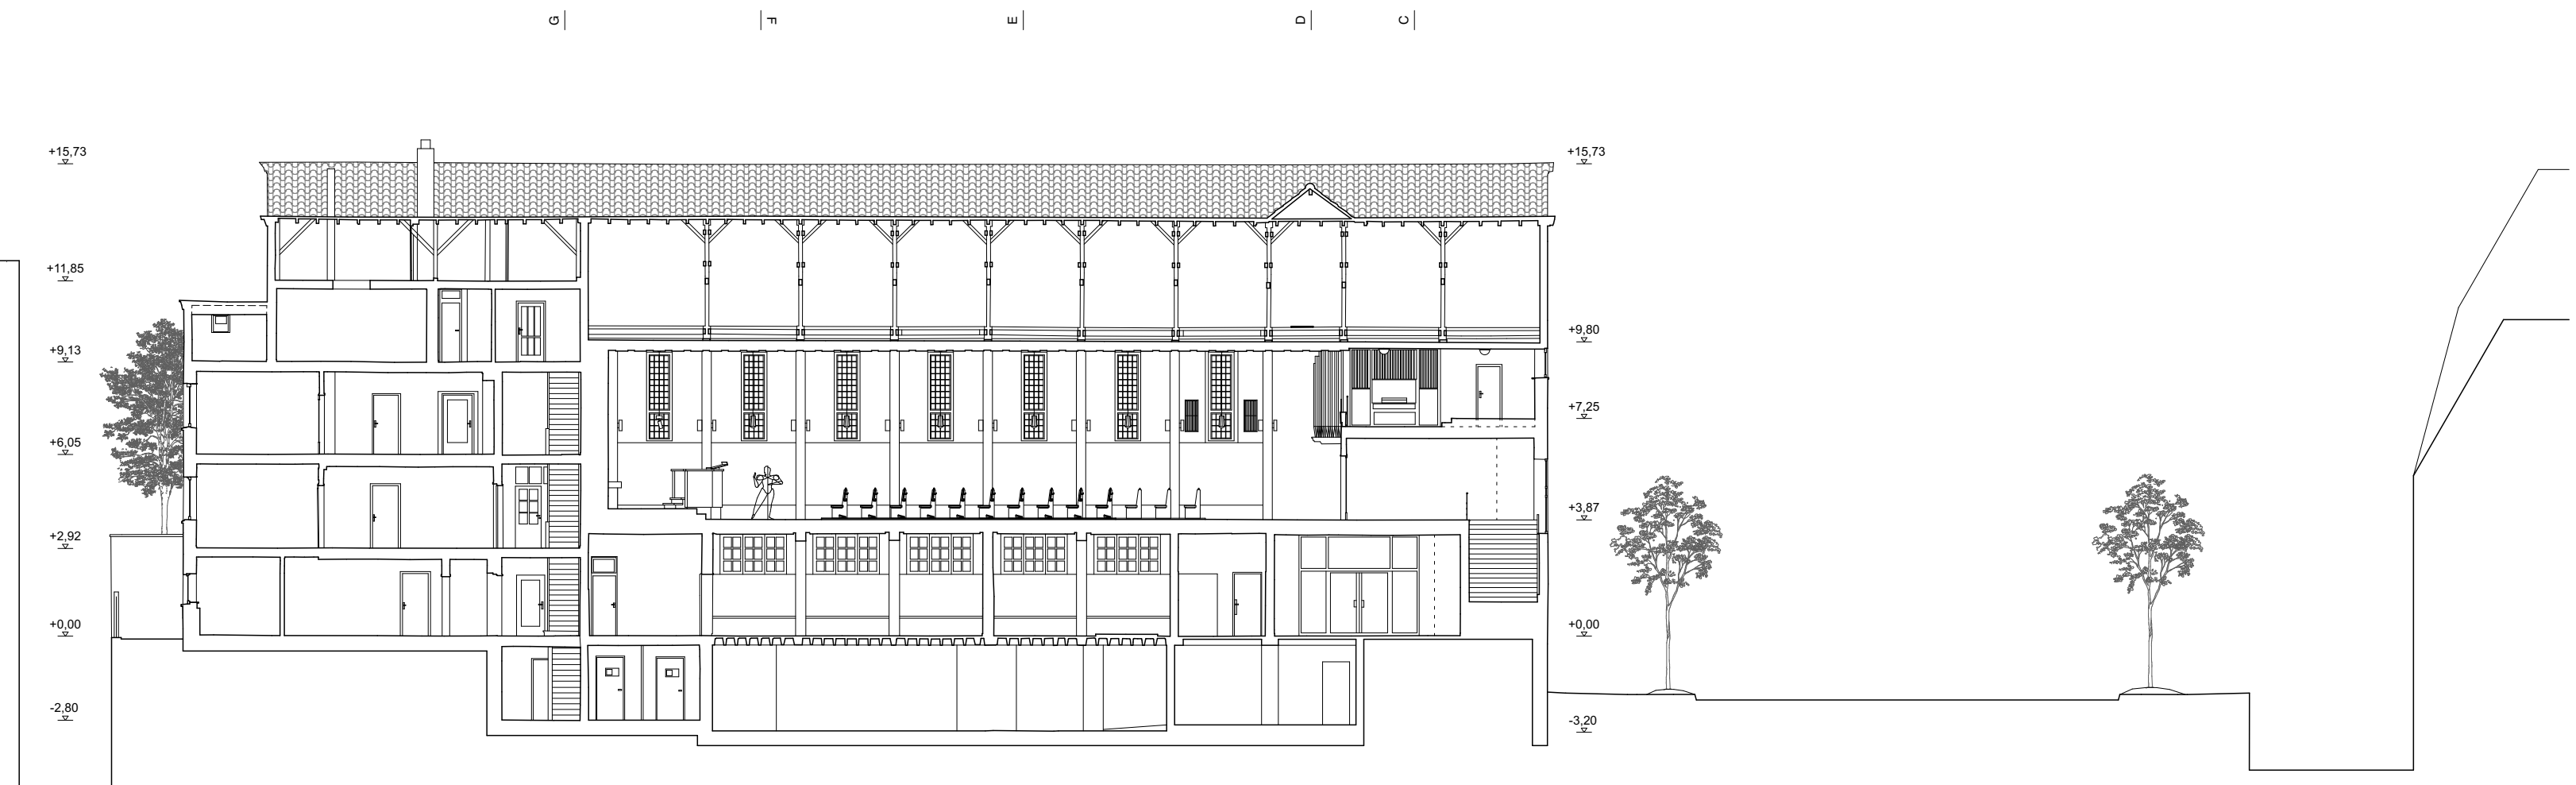 G
F
E
D
C
+15,73
+15,73
+11,85
+9,80
+9,13
+7,25
+6,05
+3,87
+2,92
+0,00
+0,00
-2,80
-3,20